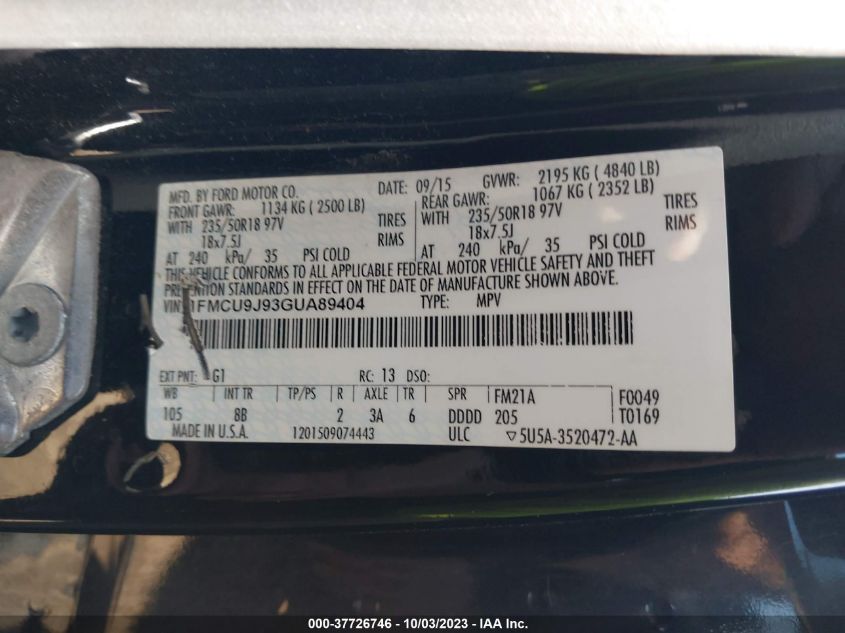 MFD. BY FORD MOTOR CO. DATE: 09/15 GVWR: 2195 KG ( 4840 LB)
FRONT GAWR: 1134 KG ( 2500 LB) REAR GAWR: 1067 KG ( 2352 LB)
WITH 235/50R18 97V TIRES WITH 235/50R18 97V TIRES
18x7.5J RIMS 18x7.5J RIMS
AT 240 kPa/ 35 PSI COLD AT 240 kPa/ 35 PSI COLD
THIS VEHICLE CONFORMS TO ALL APPLICABLE FEDERAL MOTOR VEHICLE SAFETY AND THEFT
PREVENTION STANDARDS IN EFFECT ON THE DATE OF MANUFACTURE SHOWN ABOVE.
VIN: 1FMCU9J93GUA89404 TYPE: MPV
EXT PNT: G1 RC: 13 DSO:
WB INT TR TP/PS R AXLE TR SPR FM21A F0049
105 8B 2 3A 6 DDDD 205 T0169
MADE IN U.S.A. 1201509074443 ULC ▽5U5A-3520472-AA
000-37726746 - 10/03/2023 - IAA Inc.